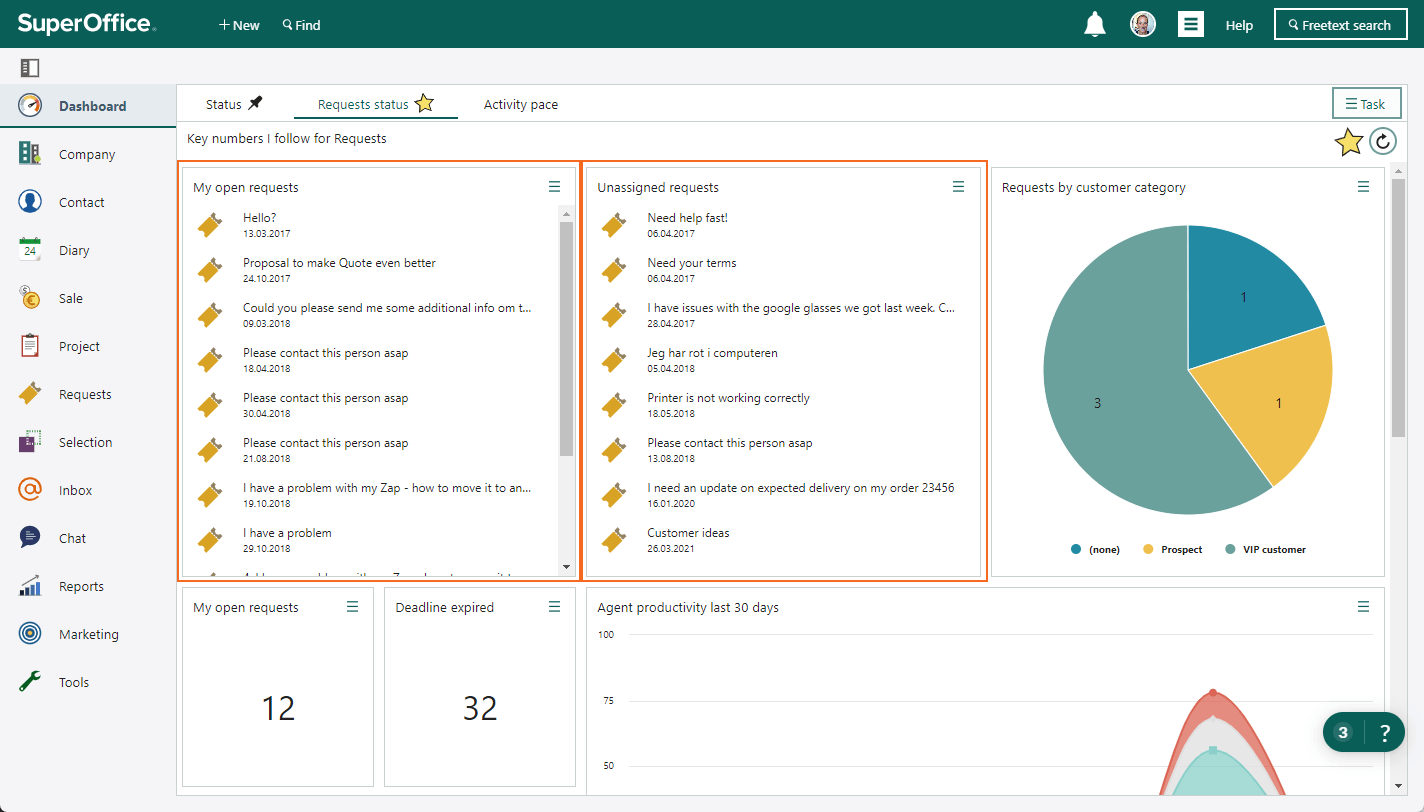 SuperOffice.
New
Find
Help
Freetext search
Dashboard
Company
Contact
24
Diary
Sale
Project
Requests
Selection
Inbox
Chat
Reports
Marketing
Tools
Status
Requests status
Activity pace
Task
Key numbers I follow for Requests
My open requests
Hello?
13.03.2017
Proposal to make Quote even better
24.10.2017
Could you please send me some additional info om t...
09.03.2018
Please contact this person asap
18.04.2018
Please contact this person asap
30.04.2018
Please contact this person asap
21.08.2018
I have a problem with my Zap - how to move it to an...
19.10.2018
I have a problem
29.10.2018
Unassigned requests
Need help fast!
06.04.2017
Need your terms
06.04.2017
I have issues with the google glasses we got last week. C...
28.04.2017
Jeg har rot i computeren
05.04.2018
Printer is not working correctly
18.05.2018
Please contact this person asap
13.08.2018
I need an update on expected delivery on my order 23456
16.01.2020
Customer ideas
26.03.2021
Requests by customer category
1
1
3
(none)
Prospect
VIP customer
My open requests
12
Deadline expired
32
Agent productivity last 30 days
100
75
50
3
?